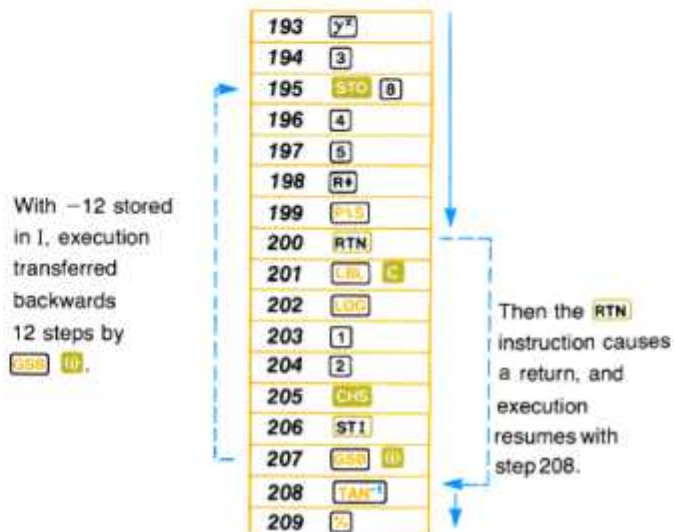 193 yˣ
194 3
195 STO 8
196 4
197 5
198 R↓
199 P⇄S
200 RTN
201 LBL C
202 LOG
203 1
204 2
205 CHS
206 ST I
207 GSB (i)
208 TAN⁻¹
209 %
With −12 stored
in I, execution
transferred
backwards
12 steps by
GSB (i).
Then the RTN
instruction causes
a return, and
execution
resumes with
step 208.